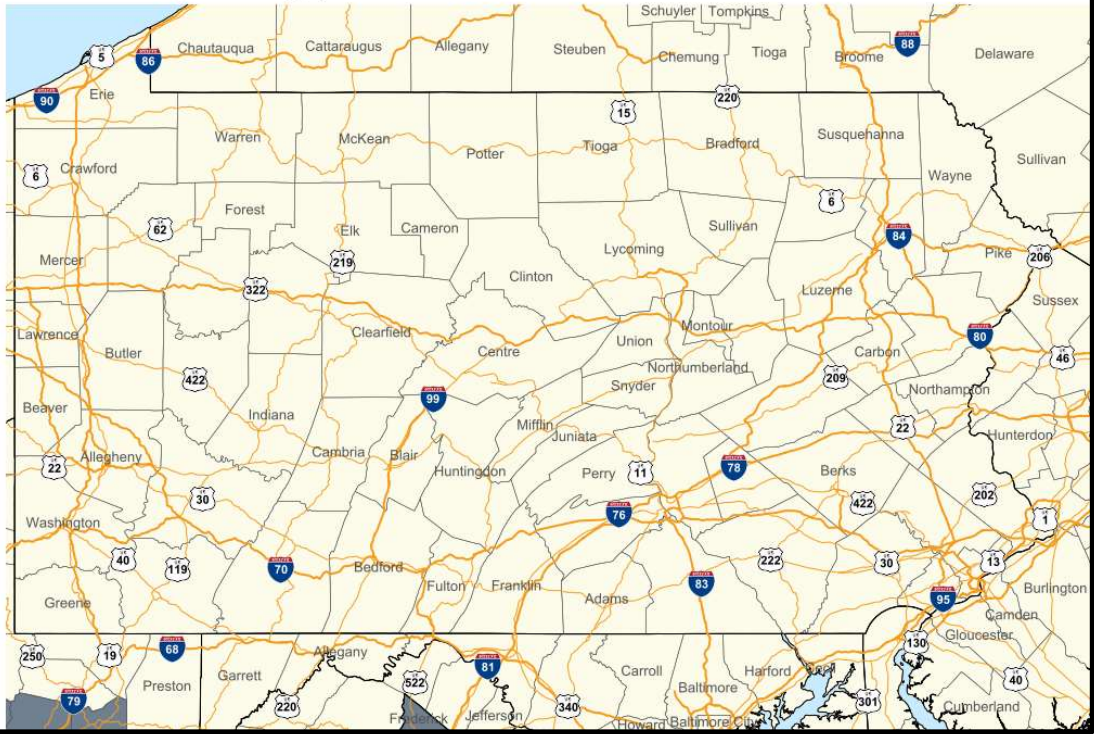 Schuyler Tompkins
Chautauqua Cattaraugus Allegany Steuben Chemung Tioga Broome Delaware
5
86
88
90
Erie
15
220
Warren McKean Potter Tioga Bradford Susquehanna
Sullivan
6
Crawford
Wayne
6
62
Forest
Elk Cameron
Sullivan
84
Lycoming
Pike
206
Mercer
219
322
Clinton
Luzerne
Sussex
Lawrence
Clearfield
Montour
80
Butler
Centre
Union
Carbon
46
422
Northumberland
209
Snyder
Northampton
99
Beaver
Indiana
Mifflin
Juniata
22
Hunterdon
22
Allegheny
Cambria Blair
Huntingdon
Perry
11
78
Berks
30
422
202
76
1
Washington
40
119
70
Bedford
222
30
13
Fulton Franklin
83
Burlington
Greene
Adams
95
Camden
Gloucester
250
19
68
Allegany
130
Preston
Garrett
81
Carroll
Harford
Cecil
522
Baltimore
40
79
220
340
301
Cumberland
Frederick Jefferson
Howard Baltimore City